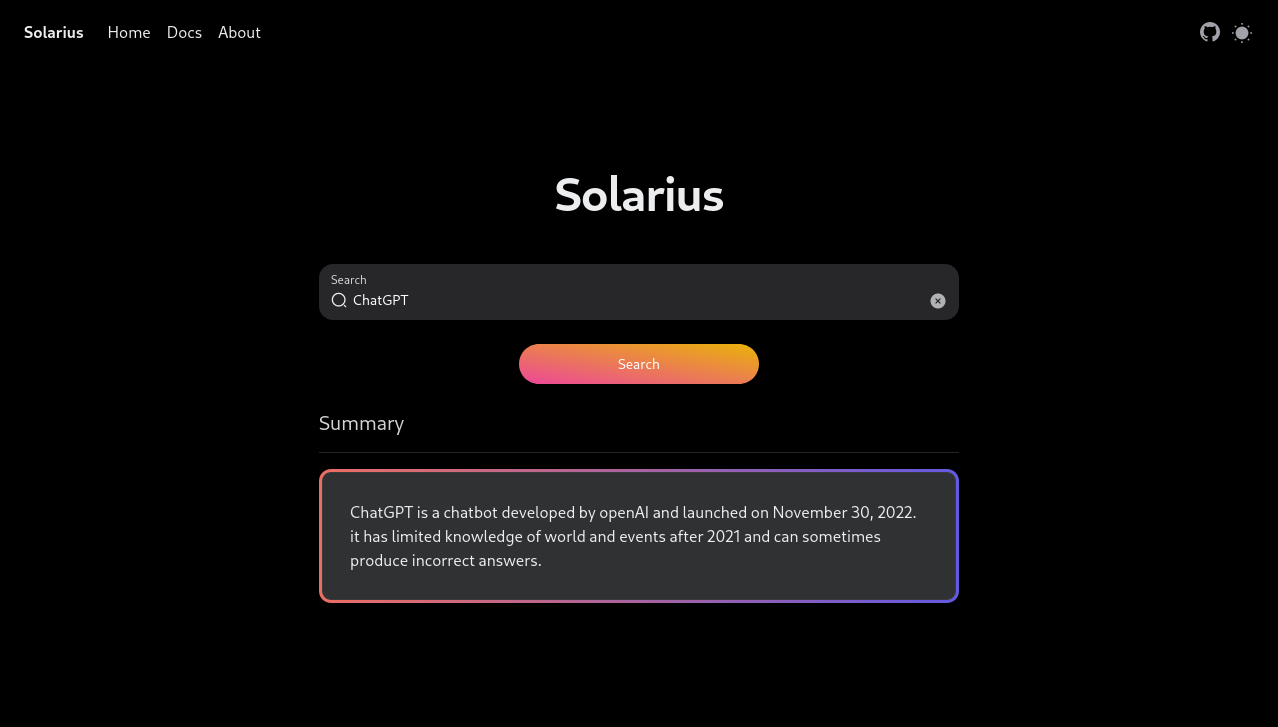 Solarius Home Docs About
Solarius
Search
ChatGPT
Search
Summary
ChatGPT is a chatbot developed by openAI and launched on November 30, 2022.
it has limited knowledge of world and events after 2021 and can sometimes
produce incorrect answers.